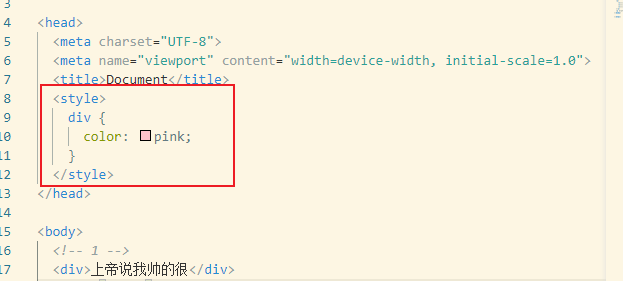 3
4 <head>
5 <meta charset="UTF-8">
6 <meta name="viewport" content="width=device-width, initial-scale=1.0">
7 <title>Document</title>
8 <style>
9 div {
10 color: pink;
11 }
12 </style>
13 </head>
14
15 <body>
16 <!-- 1 -->
17 <div>上帝说我帅的很</div>